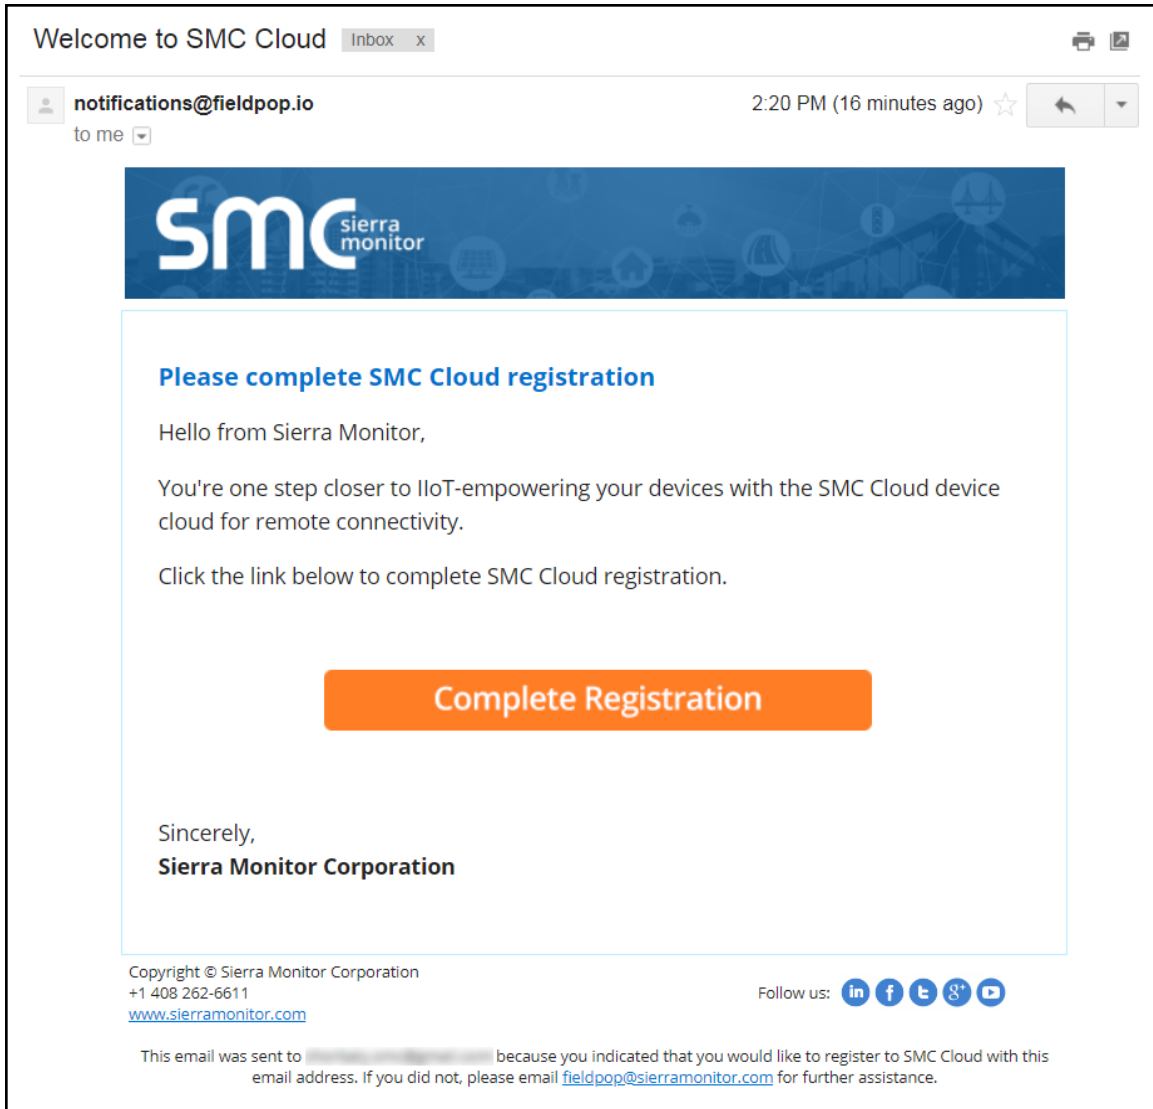 Welcome to SMC Cloud Inbox x
notifications@fieldpop.io 2:20 PM (16 minutes ago)
to me
smc sierra
monitor
Please complete SMC Cloud registration
Hello from Sierra Monitor,
You're one step closer to IIoT-empowering your devices with the SMC Cloud device
cloud for remote connectivity.
Click the link below to complete SMC Cloud registration.
Complete Registration
Sincerely,
Sierra Monitor Corporation
Copyright © Sierra Monitor Corporation
+1 408 262-6611
www.sierramonitor.com
Follow us: in f t g+
This email was sent to because you indicated that you would like to register to SMC Cloud with this
email address. If you did not, please email fieldpop@sierramonitor.com for further assistance.